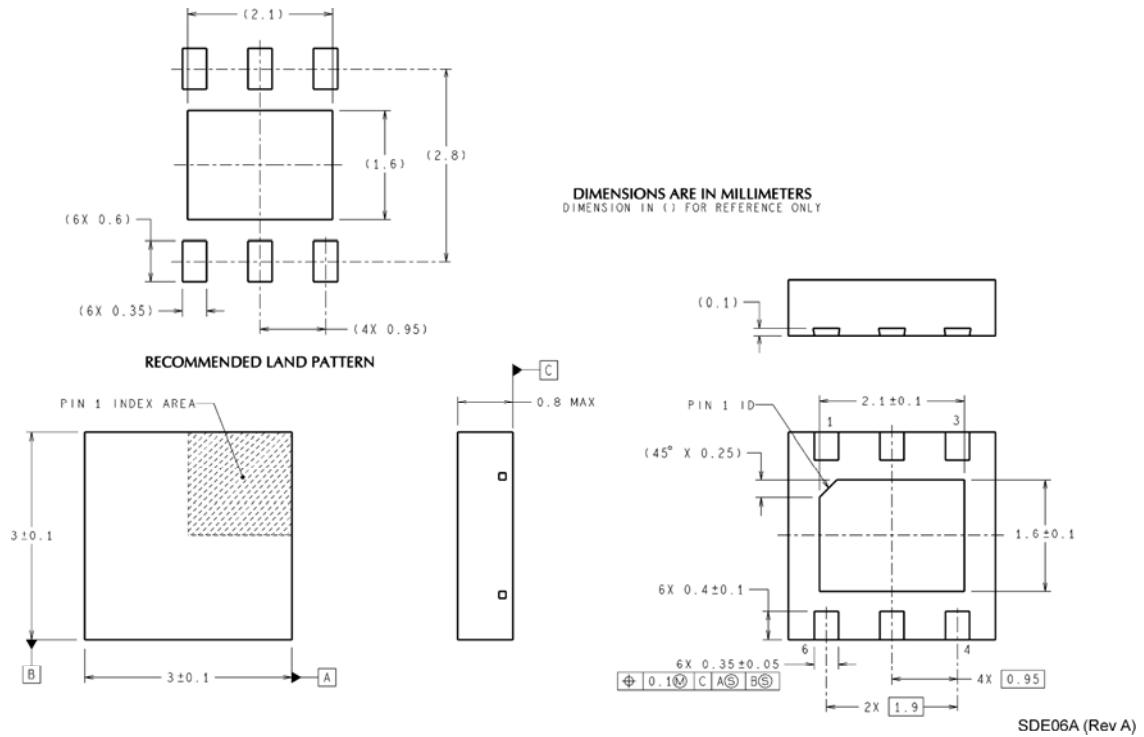 (2.1)
(1.6)
(2.8)
(6X 0.6)
(6X 0.35)
(4X 0.95)
RECOMMENDED LAND PATTERN
DIMENSIONS ARE IN MILLIMETERS
DIMENSION IN () FOR REFERENCE ONLY
(0.1)
PIN 1 INDEX AREA
3±0.1
B
3±0.1
A
C
0.8 MAX
PIN 1 ID
2.1±0.1
1
3
(45° X 0.25)
1.6±0.1
6X 0.4±0.1
6
4
6X 0.35±0.05
⌖ 0.1Ⓜ C AⓈ BⓈ
4X 0.95
2X 1.9
SDE06A (Rev A)